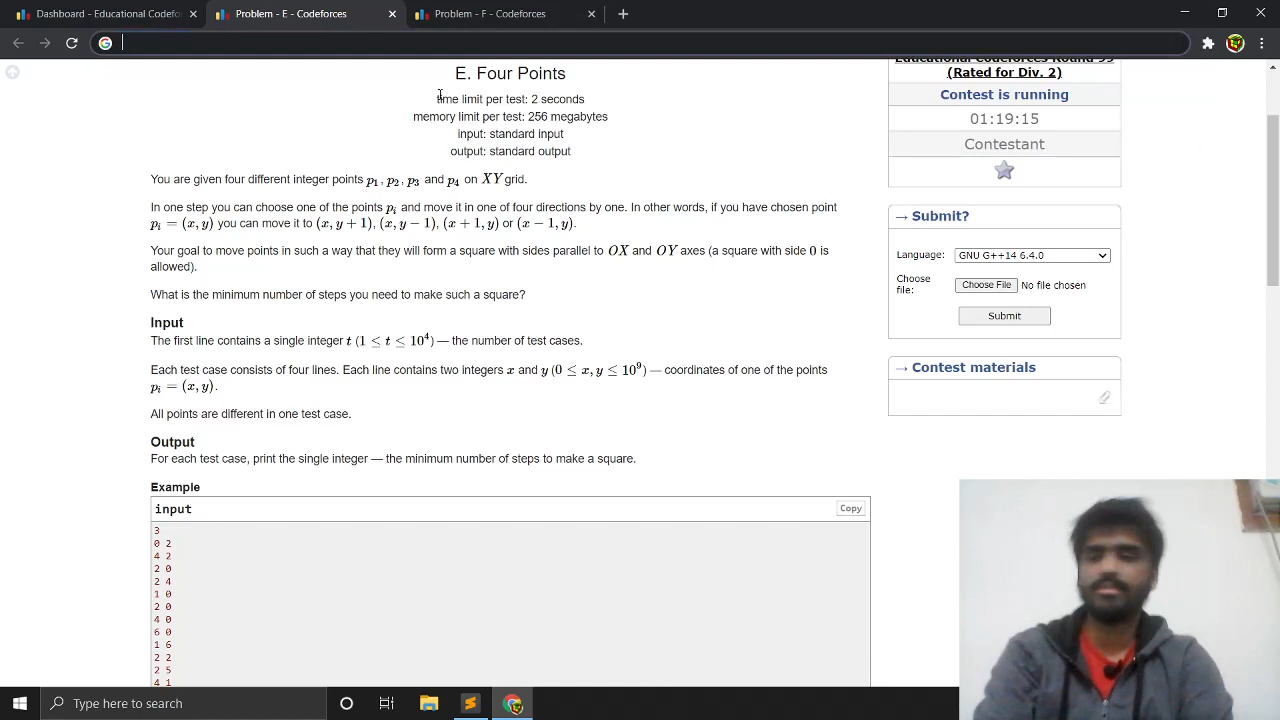 Dashboard - Educational Codefor
Problem - E - Codeforces
Problem - F - Codeforces
E. Four Points
time limit per test: 2 seconds
memory limit per test: 256 megabytes
input: standard input
output: standard output
You are given four different integer points p1, p2, p3 and p4 on XY grid.
In one step you can choose one of the points pi and move it in one of four directions by one. In other words, if you have chosen point
pi = (x, y) you can move it to (x, y + 1), (x, y − 1), (x + 1, y) or (x − 1, y).
Your goal to move points in such a way that they will form a square with sides parallel to OX and OY axes (a square with side 0 is
allowed).
What is the minimum number of steps you need to make such a square?
Input
The first line contains a single integer t (1 ≤ t ≤ 10^4) — the number of test cases.
Each test case consists of four lines. Each line contains two integers x and y (0 ≤ x, y ≤ 10^9) — coordinates of one of the points
pi = (x, y).
All points are different in one test case.
Output
For each test case, print the single integer — the minimum number of steps to make a square.
Example
input
Copy
3
0 2
4 2
2 0
2 4
1 0
2 0
4 0
6 0
1 6
2 2
2 5
4 1
Educational Codeforces Round 99
(Rated for Div. 2)
Contest is running
01:19:15
Contestant
→ Submit?
Language:
GNU G++14 6.4.0
Choose
file:
Choose File
No file chosen
Submit
→ Contest materials
Type here to search